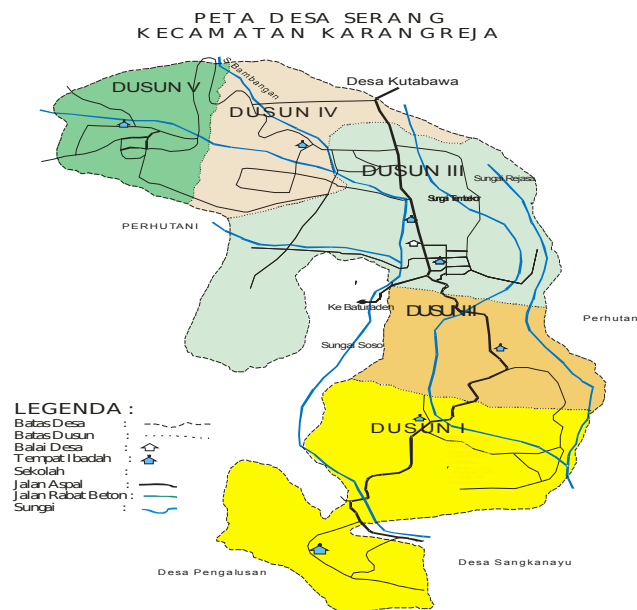 PETA DESA SERANG
KECAMATAN KARANGREJA
S.Bambangan
Desa Kutabawa
DUSUN V
DUSUN IV
DUSUN III
Sungai Rejasa
PERHUTANI
Ke Baturaden
DUSUN II
Perhutan
Sungai Soso
LEGENDA :
Batas Desa :
Batas Dusun :
Balai Desa :
Tempat Ibadah :
Sekolah :
Jalan Aspal :
Jalan Rabat Beton :
Sungai :
DUSUN I
Desa Pengalusan
Desa Sangkanayu